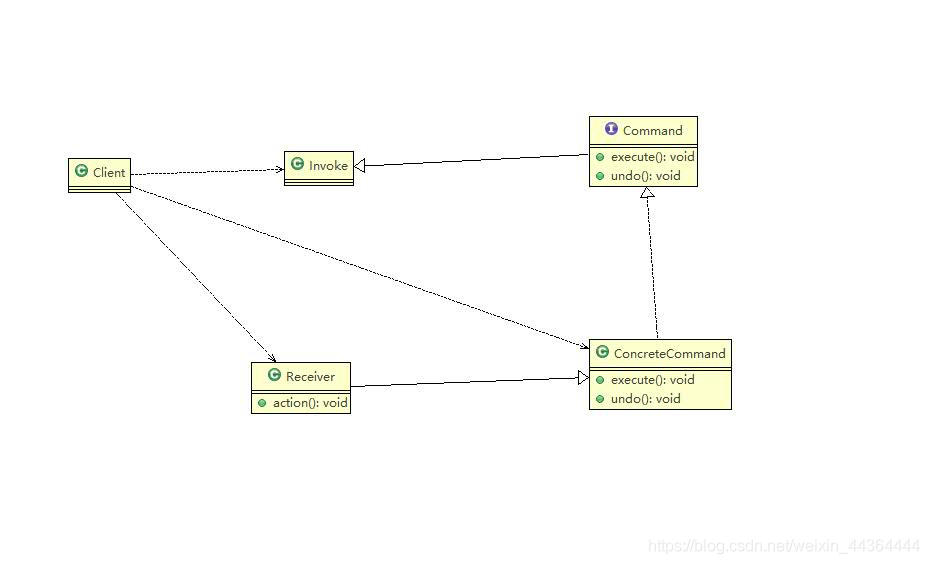 Command
execute(): void
undo(): void
Client
Invoke
ConcreteCommand
execute(): void
undo(): void
Receiver
action(): void
https://blog.csdn.net/weixin_44364444